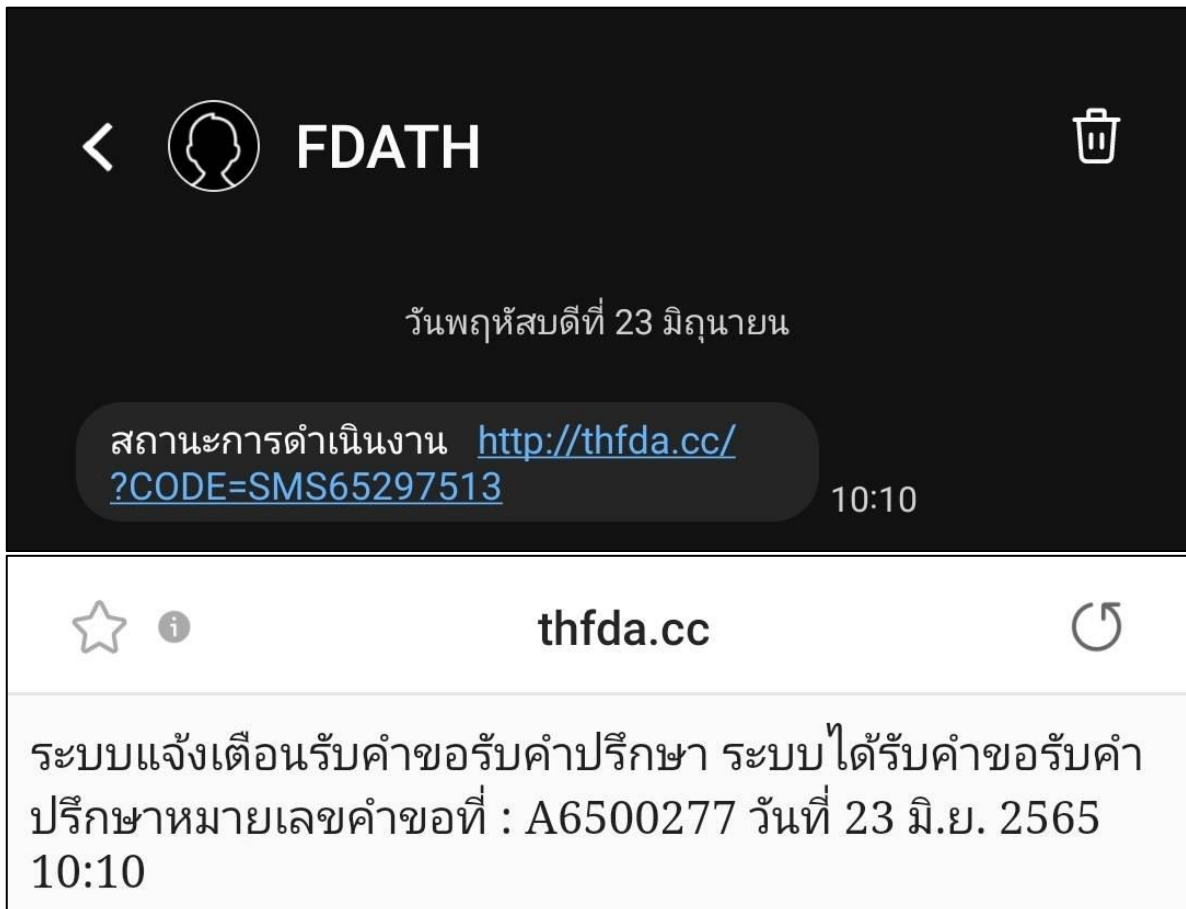 FDATH
วันพฤหัสบดีที่ 23 มิถุนายน
สถานะการดำเนินงาน http://thfda.cc/
?CODE=SMS65297513
10:10
thfda.cc
ระบบแจ้งเตือนรับคำขอรับคำปรึกษา ระบบได้รับคำขอรับคำ
ปรึกษาหมายเลขคำขอที่ : A6500277 วันที่ 23 มิ.ย. 2565
10:10